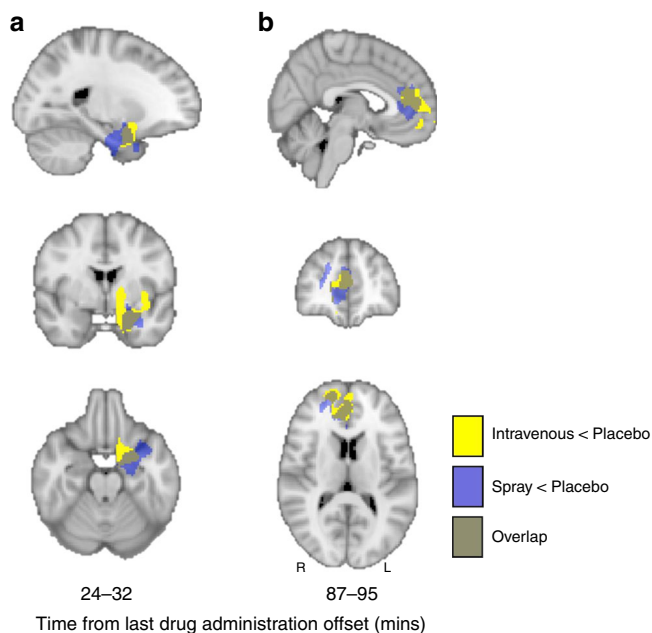 a
b
Intravenous < Placebo
Spray < Placebo
Overlap
R
L
24–32
87–95
Time from last drug administration offset (mins)